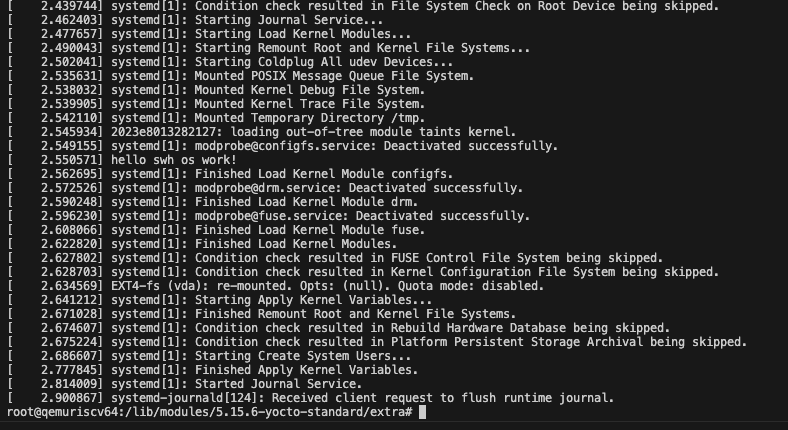 [    2.439744] systemd[1]: Condition check resulted in File System Check on Root Device being skipped.
[    2.462403] systemd[1]: Starting Journal Service...
[    2.477657] systemd[1]: Starting Load Kernel Modules...
[    2.490043] systemd[1]: Starting Remount Root and Kernel File Systems...
[    2.502041] systemd[1]: Starting Coldplug All udev Devices...
[    2.535631] systemd[1]: Mounted POSIX Message Queue File System.
[    2.538032] systemd[1]: Mounted Kernel Debug File System.
[    2.539905] systemd[1]: Mounted Kernel Trace File System.
[    2.542110] systemd[1]: Mounted Temporary Directory /tmp.
[    2.545934] 2023e8013282127: loading out-of-tree module taints kernel.
[    2.549155] systemd[1]: modprobe@configfs.service: Deactivated successfully.
[    2.550571] hello swh os work!
[    2.562695] systemd[1]: Finished Load Kernel Module configfs.
[    2.572526] systemd[1]: modprobe@drm.service: Deactivated successfully.
[    2.590248] systemd[1]: Finished Load Kernel Module drm.
[    2.596230] systemd[1]: modprobe@fuse.service: Deactivated successfully.
[    2.608066] systemd[1]: Finished Load Kernel Module fuse.
[    2.622820] systemd[1]: Finished Load Kernel Modules.
[    2.627802] systemd[1]: Condition check resulted in FUSE Control File System being skipped.
[    2.628703] systemd[1]: Condition check resulted in Kernel Configuration File System being skipped.
[    2.634569] EXT4-fs (vda): re-mounted. Opts: (null). Quota mode: disabled.
[    2.641212] systemd[1]: Starting Apply Kernel Variables...
[    2.671028] systemd[1]: Finished Remount Root and Kernel File Systems.
[    2.674607] systemd[1]: Condition check resulted in Rebuild Hardware Database being skipped.
[    2.675224] systemd[1]: Condition check resulted in Platform Persistent Storage Archival being skipped.
[    2.686607] systemd[1]: Starting Create System Users...
[    2.777845] systemd[1]: Finished Apply Kernel Variables.
[    2.814009] systemd[1]: Started Journal Service.
[    2.900867] systemd-journald[124]: Received client request to flush runtime journal.
root@qemuriscv64:/lib/modules/5.15.6-yocto-standard/extra#